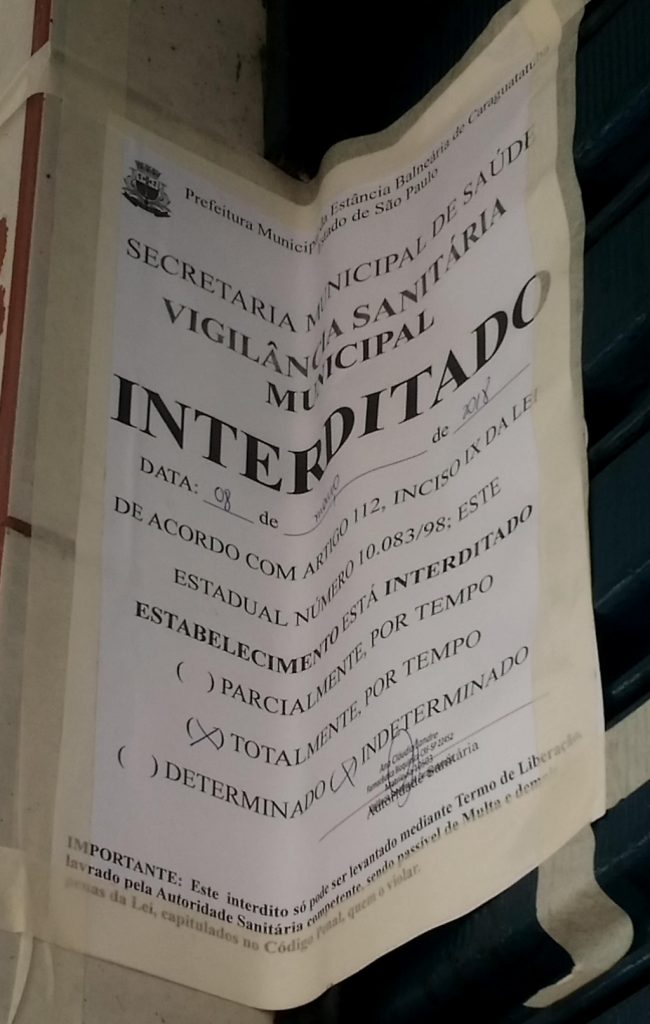 Prefeitura Municipal da Estância Balneária de Caraguatatuba
Estado de São Paulo
SECRETARIA MUNICIPAL DE SAÚDE
VIGILÂNCIA SANITÁRIA
MUNICIPAL
INTERDITADO
DATA: 08 de março de 2018
DE ACORDO COM ARTIGO 112, INCISO IX DA LEI
ESTADUAL NÚMERO 10.083/98; ESTE
ESTABELECIMENTO ESTÁ INTERDITADO
( ) PARCIALMENTE, POR TEMPO
(X) TOTALMENTE, POR TEMPO
( ) DETERMINADO (X) INDETERMINADO
Ana Cláudia
Autoridade Sanitária
IMPORTANTE: Este interdito só pode ser levantado mediante Termo de Liberação,
lavrado pela Autoridade Sanitária competente, sendo passível de Multa e demais
penas da Lei, capitulados no Código Penal, quem o violar.